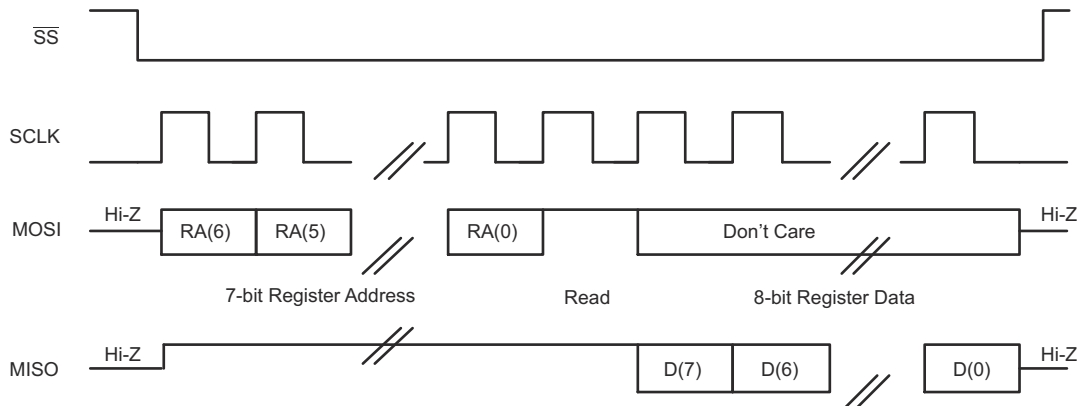 SS
SCLK
MOSI Hi-Z RA(6) RA(5) RA(0) Don't Care Hi-Z
7-bit Register Address Read 8-bit Register Data
MISO Hi-Z D(7) D(6) D(0) Hi-Z